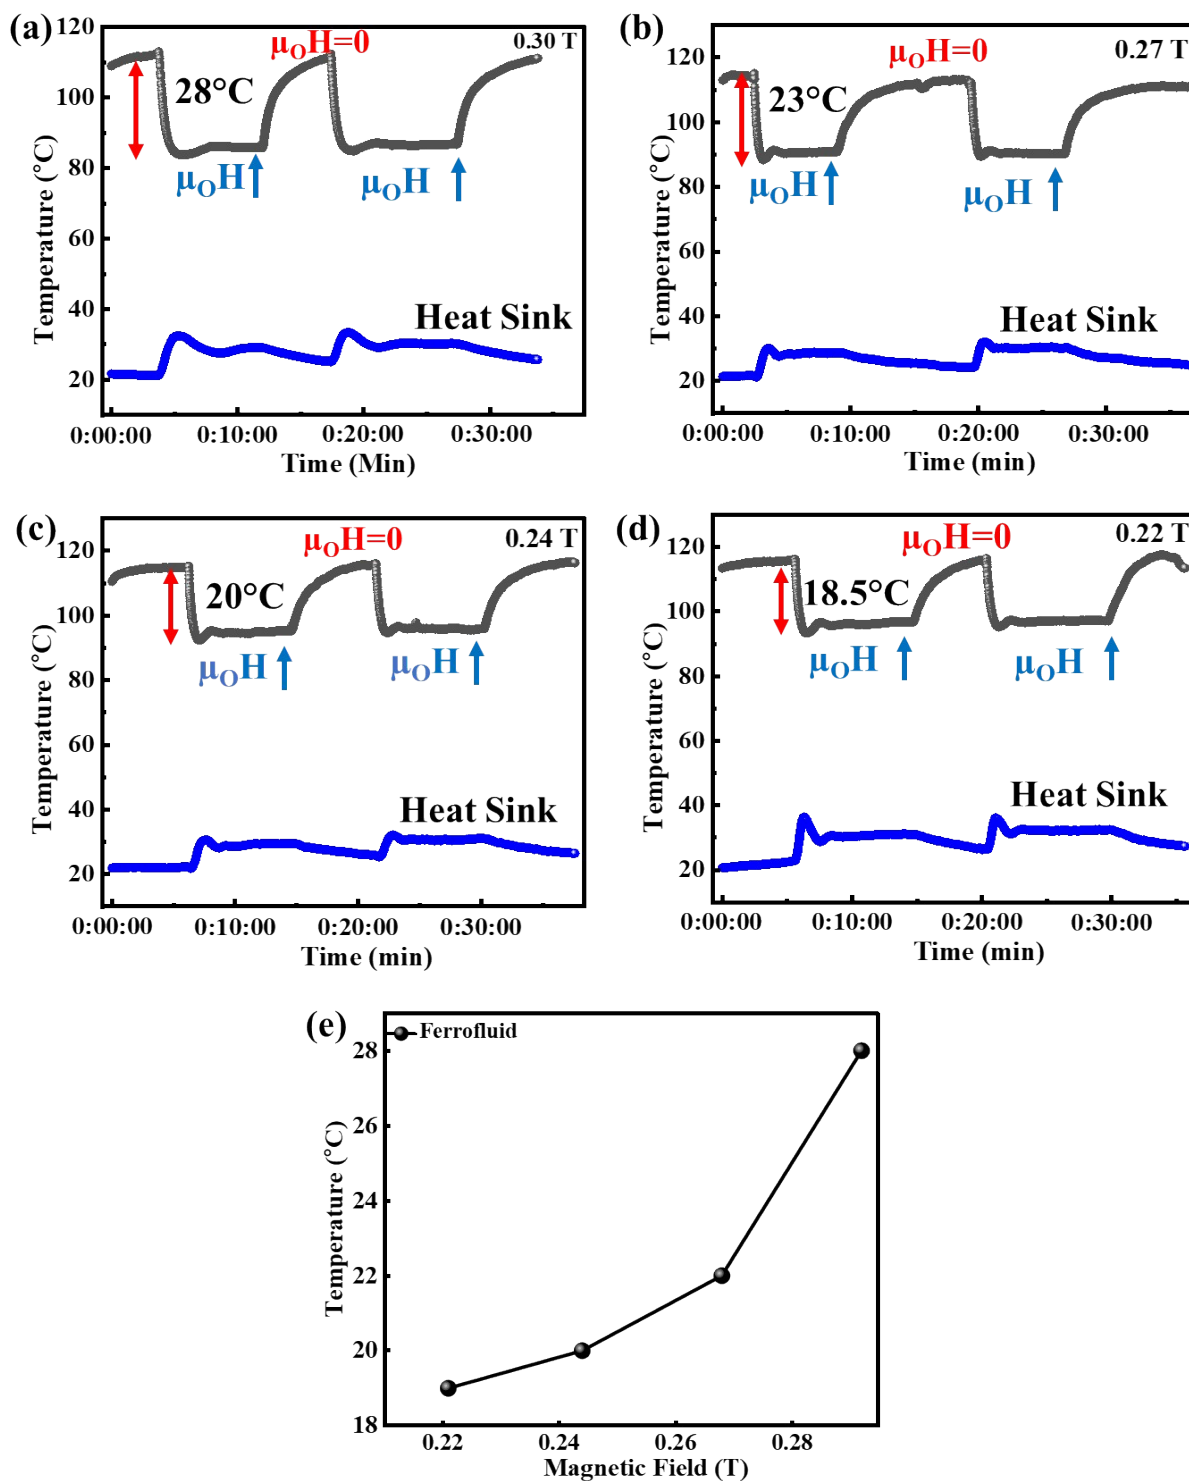 (a)
μOH=0
0.30 T
120
100
80
60
40
20
28°C
μOH
μOH
Heat Sink
Temperature (°C)
0:00:00 0:10:00 0:20:00 0:30:00
Time (Min)
(b)
μOH=0
0.27 T
120
100
80
60
40
20
23°C
μOH
μOH
Heat Sink
Temperature (°C)
0:00:00 0:10:00 0:20:00 0:30:00
Time (min)
(c)
μOH=0
0.24 T
120
100
80
60
40
20
20°C
μOH
μOH
Heat Sink
Temperature (°C)
0:00:00 0:10:00 0:20:00 0:30:00
Time (min)
(d)
μOH=0
0.22 T
120
100
80
60
40
20
18.5°C
μOH
μOH
Heat Sink
Temperature (°C)
0:00:00 0:10:00 0:20:00 0:30:00
Time (min)
(e)
Ferrofluid
28
26
24
22
20
18
Temperature (°C)
0.22 0.24 0.26 0.28
Magnetic Field (T)